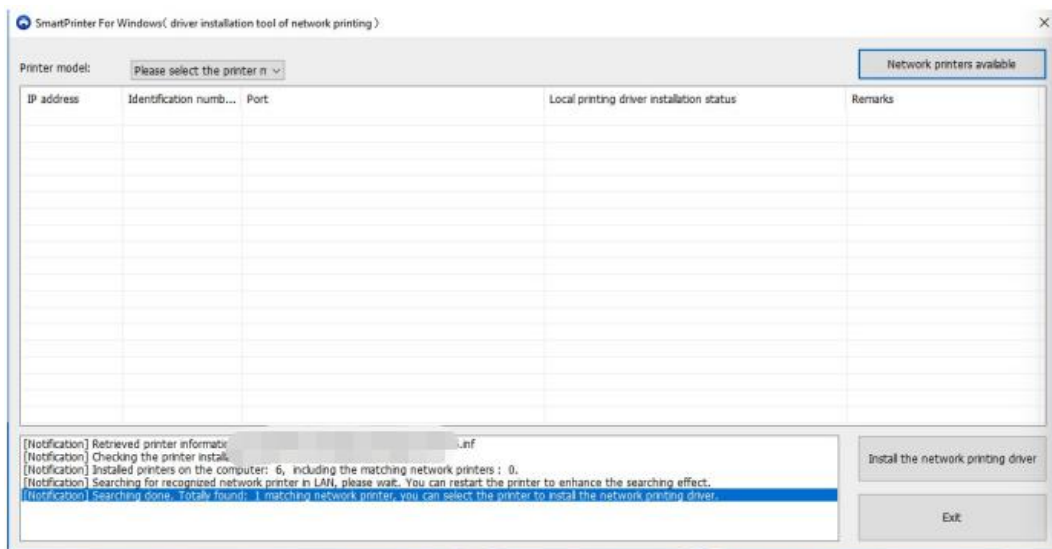 SmartPrinter For Windows( driver installation tool of network printing )
Printer model:
Please select the printer n
Network printers available
IP address Identification numb... Port Local printing driver installation status Remarks
[Notification] Retrieved printer informatic .inf
[Notification] Checking the printer install
[Notification] Installed printers on the computer: 6, including the matching network printers : 0.
[Notification] Searching for recognized network printer in LAN, please wait. You can restart the printer to enhance the searching effect.
[Notification] Searching done. Totally found: 1 matching network printer, you can select the printer to install the network printing driver.
Install the network printing driver
Exit